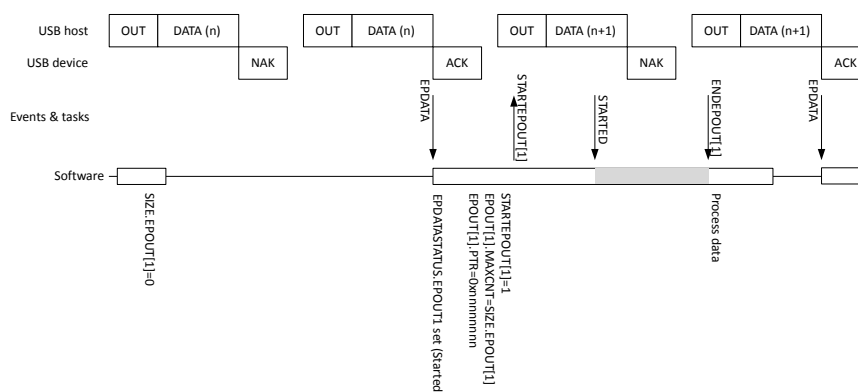 USB host
OUT DATA (n)
OUT DATA (n)
OUT DATA (n+1)
OUT DATA (n+1)
USB device
NAK
ACK
NAK
ACK
Events & tasks
EPDATA
STARTEPOUT[1]
STARTED
ENDEPOUT[1]
EPDATA
Software
SIZE.EPOUT[1]=0
EPDATASTATUS.EPOUT1 set (Started
STARTEPOUT[1]=1
EPOUT[1].MAXCNT=SIZE.EPOUT[1]
EPOUT[1].PTR=0xnnnnnnnn
Process data